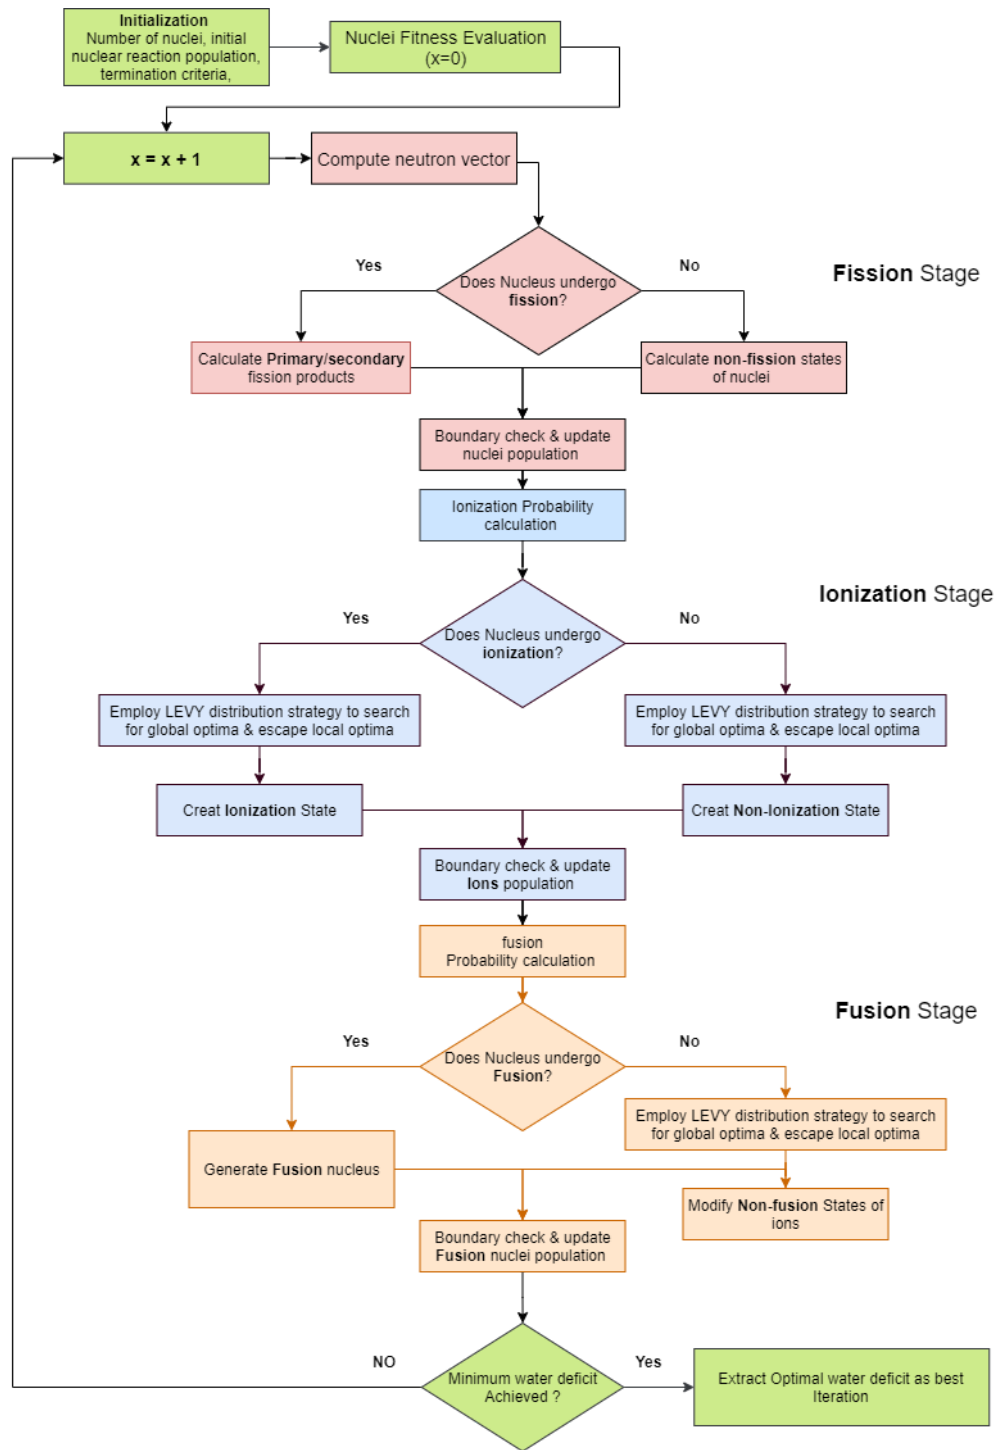 Initialization
Number of nuclei, initial
nuclear reaction population,
termination criteria,
Nuclei Fitness Evaluation
(x=0)
x = x + 1
Compute neutron vector
Does Nucleus undergo
fission?
Yes
No
Fission Stage
Calculate Primary/secondary
fission products
Calculate non-fission states
of nuclei
Boundary check & update
nuclei population
Ionization Probability
calculation
Ionization Stage
Does Nucleus undergo
ionization?
Yes
No
Employ LEVY distribution strategy to search
for global optima & escape local optima
Employ LEVY distribution strategy to search
for global optima & escape local optima
Creat Ionization State
Creat Non-Ionization State
Boundary check & update
Ions population
fusion
Probability calculation
Fusion Stage
Does Nucleus undergo
Fusion?
Yes
No
Employ LEVY distribution strategy to search
for global optima & escape local optima
Generate Fusion nucleus
Modify Non-fusion States of
ions
Boundary check & update
Fusion nuclei population
Minimum water deficit
Achieved ?
NO
Yes
Extract Optimal water deficit as best
Iteration